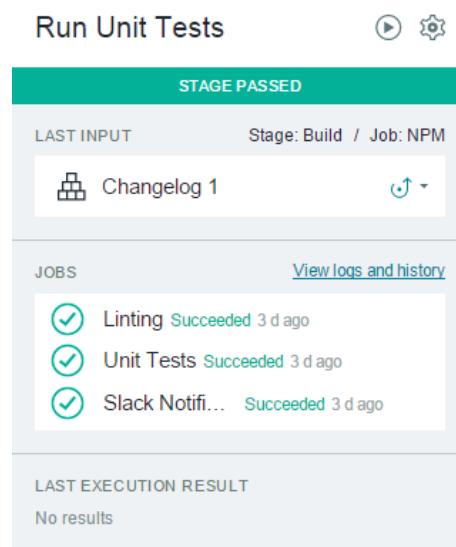 Run Unit Tests
STAGE PASSED
LAST INPUT Stage: Build / Job: NPM
Changelog 1
JOBS View logs and history
Linting Succeeded 3 d ago
Unit Tests Succeeded 3 d ago
Slack Notifi... Succeeded 3 d ago
LAST EXECUTION RESULT
No results